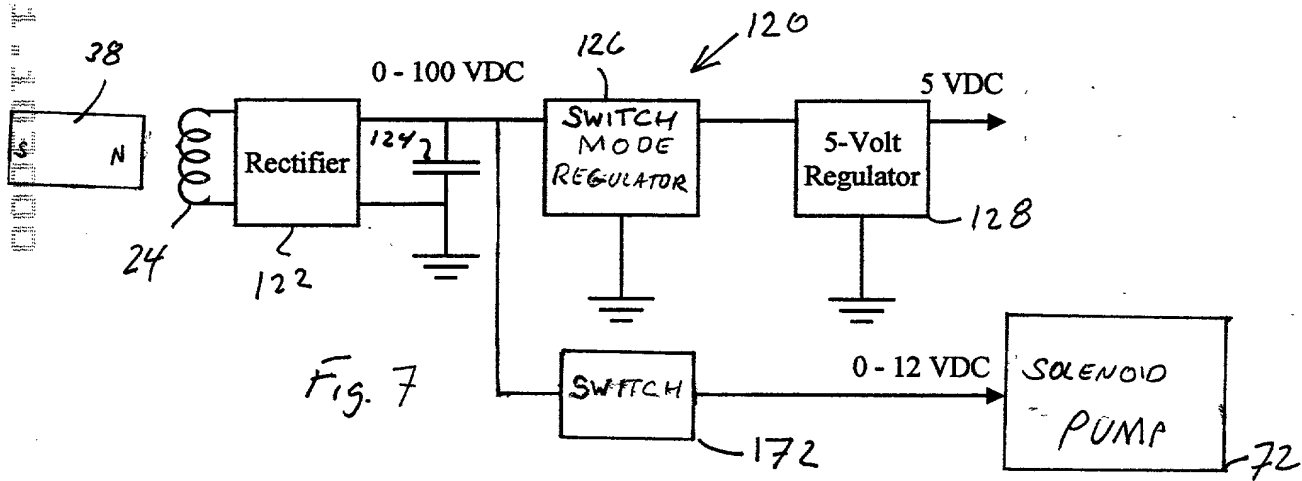 38
S N
24
Rectifier
122
0 - 100 VDC
124
126
SWITCH
MODE
REGULATOR
120
5-Volt
Regulator
128
5 VDC
Fig. 7
SWITCH
172
0 - 12 VDC
SOLENOID
PUMP
72